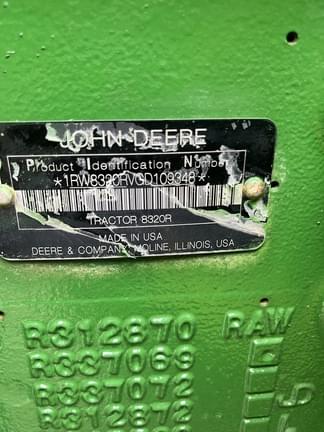 JOHN DEERE
Product Identification Number
*1RW8320RVGD109348*
TRACTOR 8320R
MADE IN USA
DEERE & COMPANY MOLINE, ILLINOIS, USA
R312870 RAW
R337069
R337072
R312872